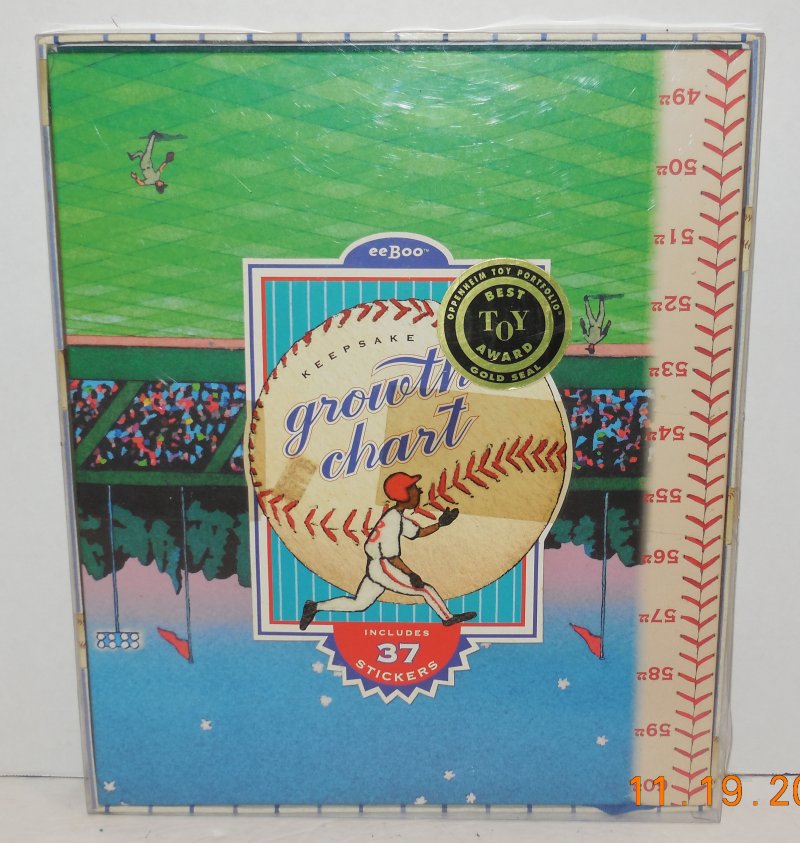 eeBoo™
KEEPSAKE
growth
chart
OPPENHEIM TOY PORTFOLIO®
BEST
TOY
AWARD
GOLD SEAL
INCLUDES
37
STICKERS
49"
50"
51"
52"
53"
54"
55"
56"
57"
58"
59"
11.19.20